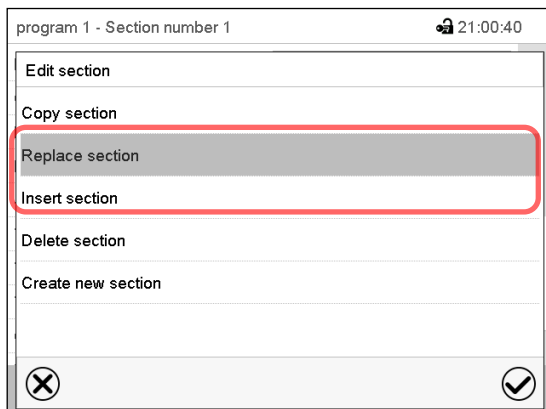 program 1 - Section number 1 21:00:40
Edit section
Copy section
Replace section
Insert section
Delete section
Create new section